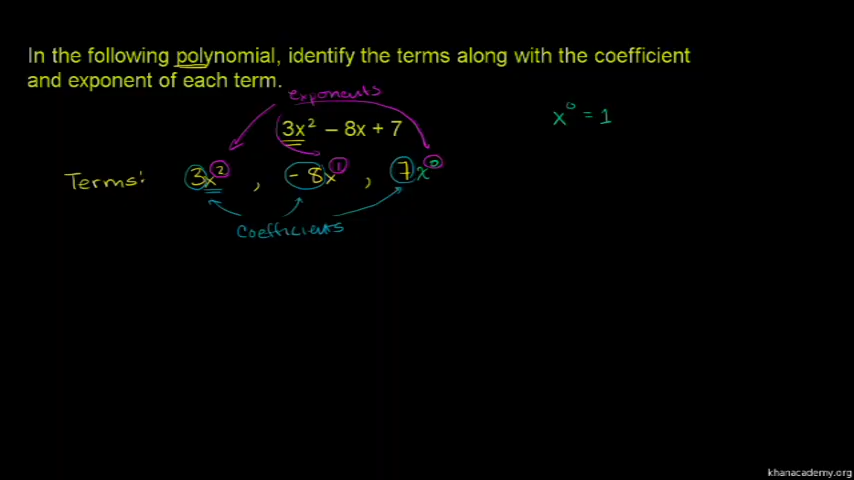 In the following polynomial, identify the terms along with the coefficient
and exponent of each term.
exponents
3x² − 8x + 7
x⁰ = 1
Terms: 3x² , -8x¹ , 7x⁰
Coefficients
khanacademy.org